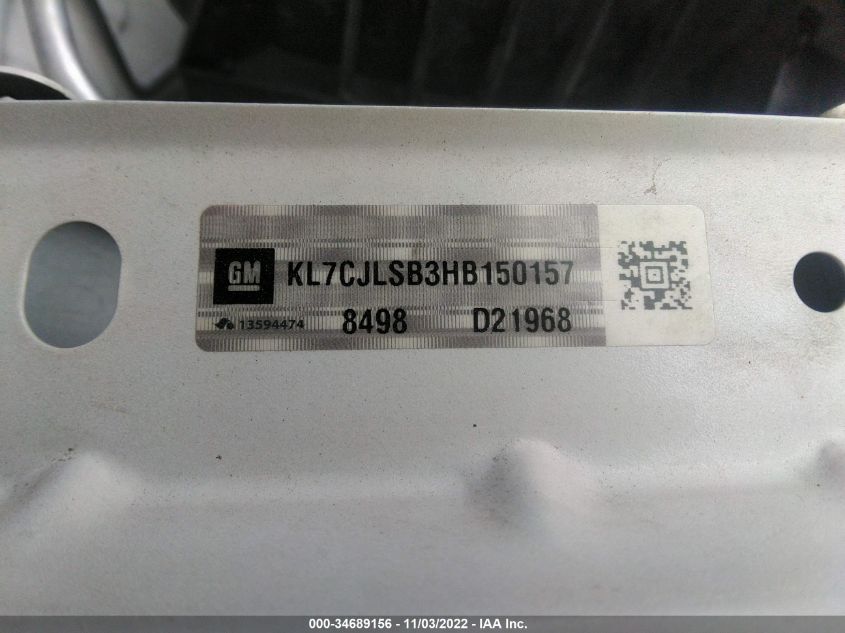 GM KL7CJLSB3HB150157
13594474 8498 D21968
000-34689156 - 11/03/2022 - IAA Inc.